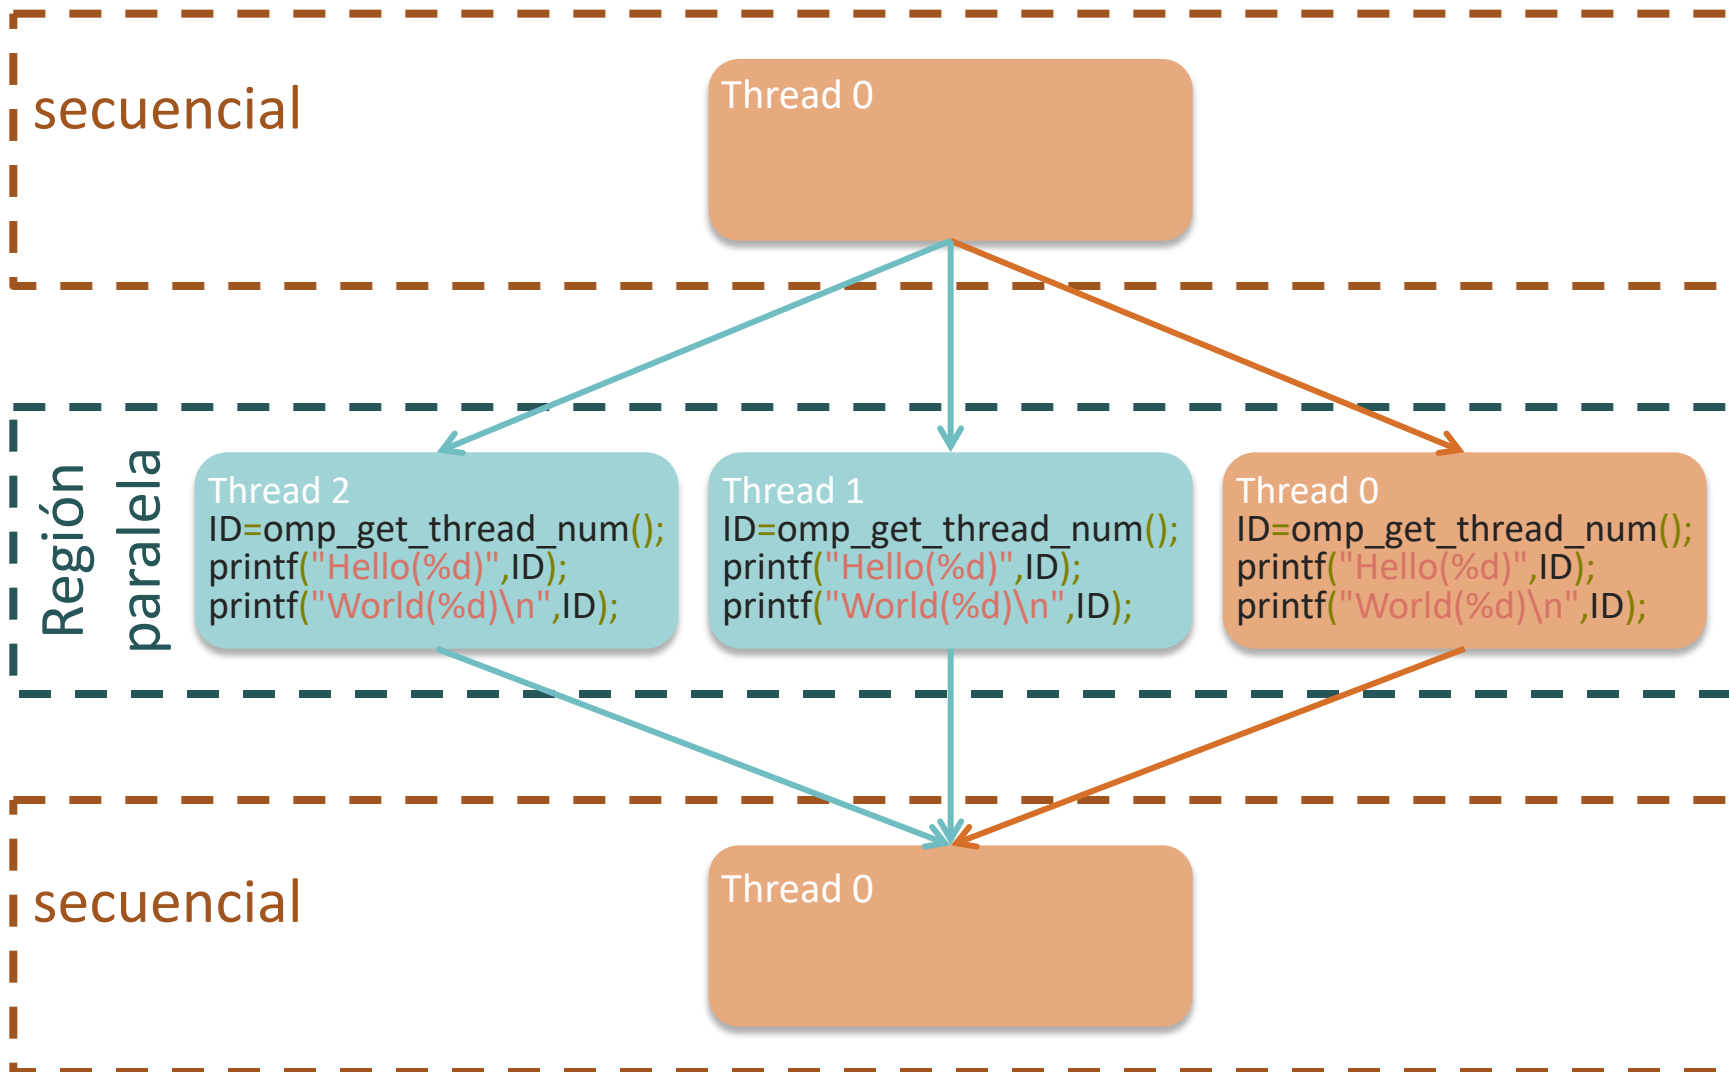 secuencial
Thread 0
Región
paralela
Thread 2
ID=omp_get_thread_num();
printf("Hello(%d)",ID);
printf("World(%d)\n",ID);
Thread 1
ID=omp_get_thread_num();
printf("Hello(%d)",ID);
printf("World(%d)\n",ID);
Thread 0
ID=omp_get_thread_num();
printf("Hello(%d)",ID);
printf("World(%d)\n",ID);
secuencial
Thread 0